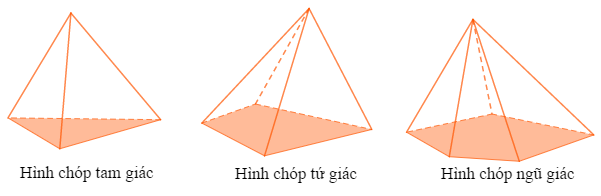 Hình chóp tam giác
Hình chóp tứ giác
Hình chóp ngũ giác